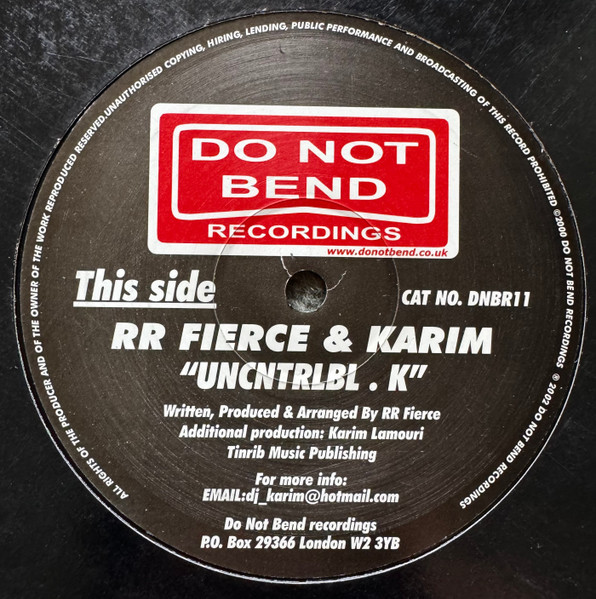 ALL RIGHTS OF THE PRODUCER AND OF THE OWNER OF THE WORK REPRODUCED RESERVED. UNAUTHORISED COPYING, HIRING, LENDING, PUBLIC PERFORMANCE AND BROADCASTING OF THIS RECORD PROHIBITED ©2000 DO NOT BEND RECORDINGS ℗ 2002 DO NOT BEND RECORDINGS
DO NOT
BEND
RECORDINGS
www.donotbend.co.uk
This side
CAT NO. DNBR11
RR FIERCE & KARIM
“UNCNTRLBL . K”
Written, Produced & Arranged By RR Fierce
Additional production: Karim Lamouri
Tinrib Music Publishing
For more info:
EMAIL:dj_karim@hotmail.com
Do Not Bend recordings
P.O. Box 29366 London W2 3YB